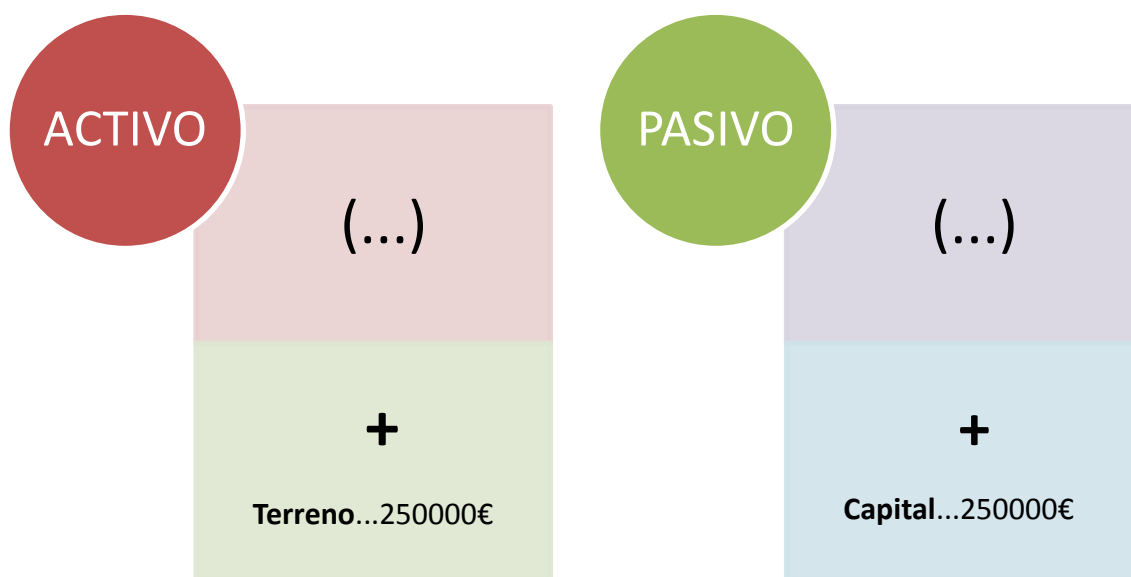 ACTIVO
(...)
+
Terreno...250000€
PASIVO
(...)
+
Capital...250000€